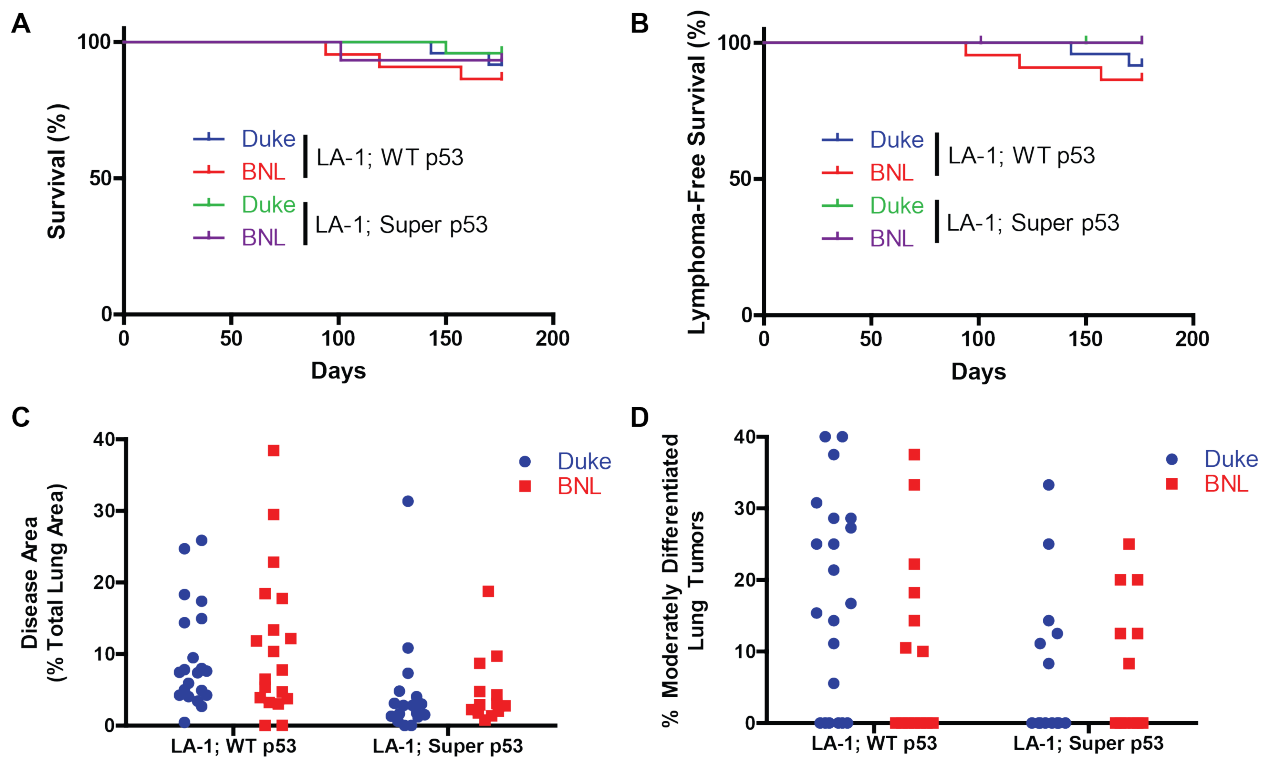 A
Survival (%)
100
50
0
0 50 100 150 200
Days
Duke
BNL
LA-1; WT p53
Duke
BNL
LA-1; Super p53
B
Lymphoma-Free Survival (%)
100
50
0
0 50 100 150 200
Days
Duke
BNL
LA-1; WT p53
Duke
BNL
LA-1; Super p53
C
Disease Area
(% Total Lung Area)
40
30
20
10
0
LA-1; WT p53 LA-1; Super p53
Duke
BNL
D
% Moderately Differentiated
Lung Tumors
40
30
20
10
0
LA-1; WT p53 LA-1; Super p53
Duke
BNL